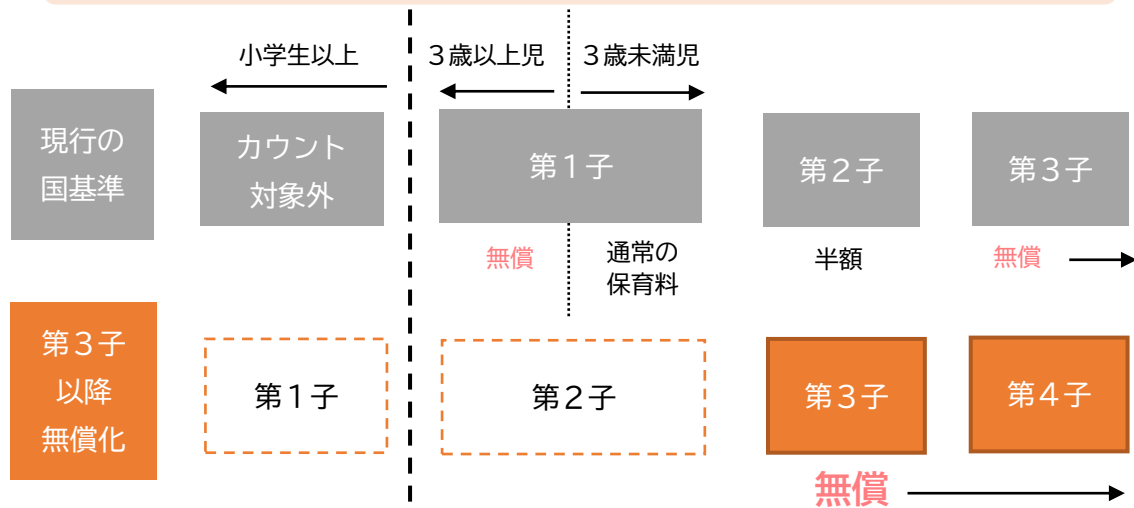 小学生以上
３歳以上児
３歳未満児
現行の
国基準
カウント
対象外
第１子
第２子
第３子
無償
通常の
保育料
半額
無償
第３子
以降
無償化
第１子
第２子
第３子
第４子
無償